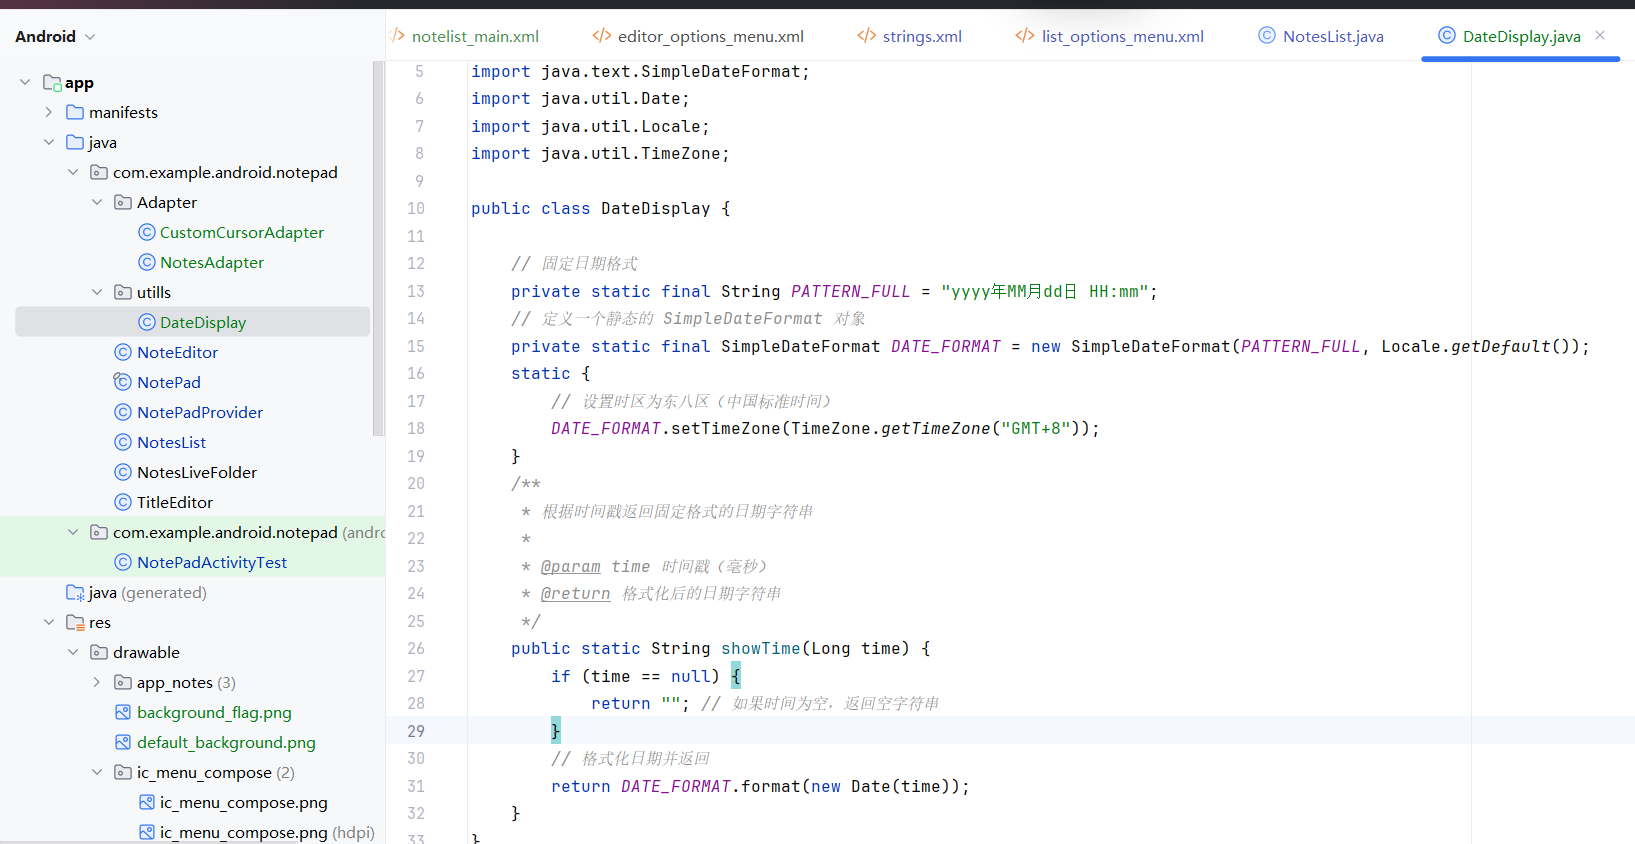 Android
notelist_main.xml
editor_options_menu.xml
strings.xml
list_options_menu.xml
NotesList.java
DateDisplay.java
app
manifests
java
com.example.android.notepad
Adapter
CustomCursorAdapter
NotesAdapter
utills
DateDisplay
NoteEditor
NotePad
NotePadProvider
NotesList
NotesLiveFolder
TitleEditor
com.example.android.notepad (andro
NotePadActivityTest
java (generated)
res
drawable
app_notes (3)
background_flag.png
default_background.png
ic_menu_compose (2)
ic_menu_compose.png
ic_menu_compose.png (hdpi)
5 import java.text.SimpleDateFormat;
6 import java.util.Date;
7 import java.util.Locale;
8 import java.util.TimeZone;
9
10 public class DateDisplay {
11
12 // 固定日期格式
13 private static final String PATTERN_FULL = "yyyy年MM月dd日 HH:mm";
14 // 定义一个静态的 SimpleDateFormat 对象
15 private static final SimpleDateFormat DATE_FORMAT = new SimpleDateFormat(PATTERN_FULL, Locale.getDefault());
16 static {
17 // 设置时区为东八区（中国标准时间）
18 DATE_FORMAT.setTimeZone(TimeZone.getTimeZone("GMT+8"));
19 }
20 /**
21 * 根据时间戳返回固定格式的日期字符串
22 *
23 * @param time 时间戳（毫秒）
24 * @return 格式化后的日期字符串
25 */
26 public static String showTime(Long time) {
27 if (time == null) {
28 return ""; // 如果时间为空，返回空字符串
29 }
30 // 格式化日期并返回
31 return DATE_FORMAT.format(new Date(time));
32 }
33 }